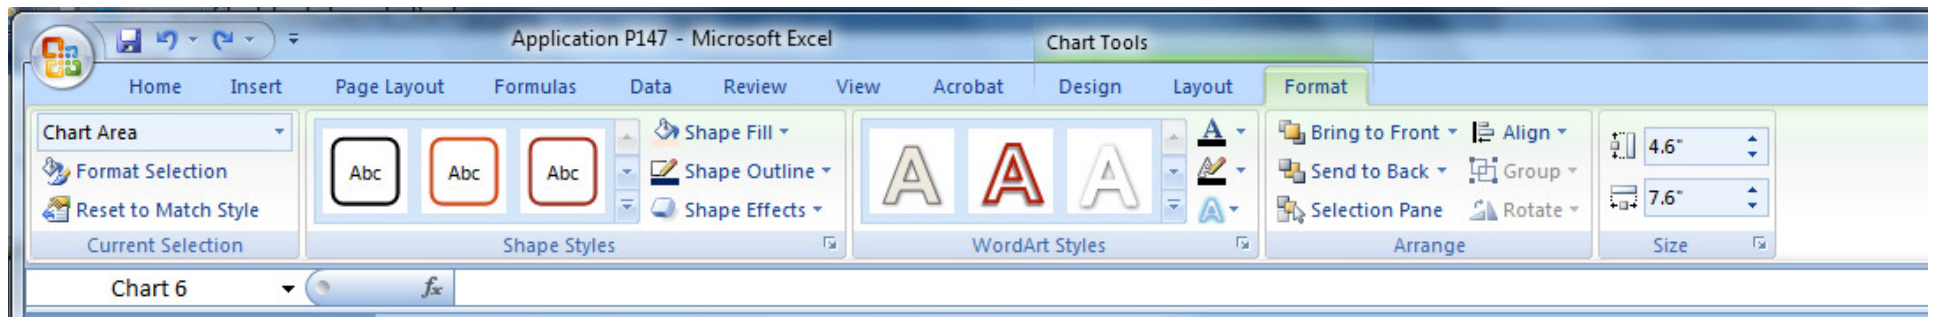 Application P147 - Microsoft Excel
Chart Tools
Home Insert Page Layout Formulas Data Review View Acrobat Design Layout Format
Chart Area
Format Selection
Reset to Match Style
Current Selection
Abc Abc Abc
Shape Fill
Shape Outline
Shape Effects
Shape Styles
A A A
A
A
WordArt Styles
Bring to Front Align
Send to Back Group
Selection Pane Rotate
Arrange
4.6"
7.6"
Size
Chart 6 fx